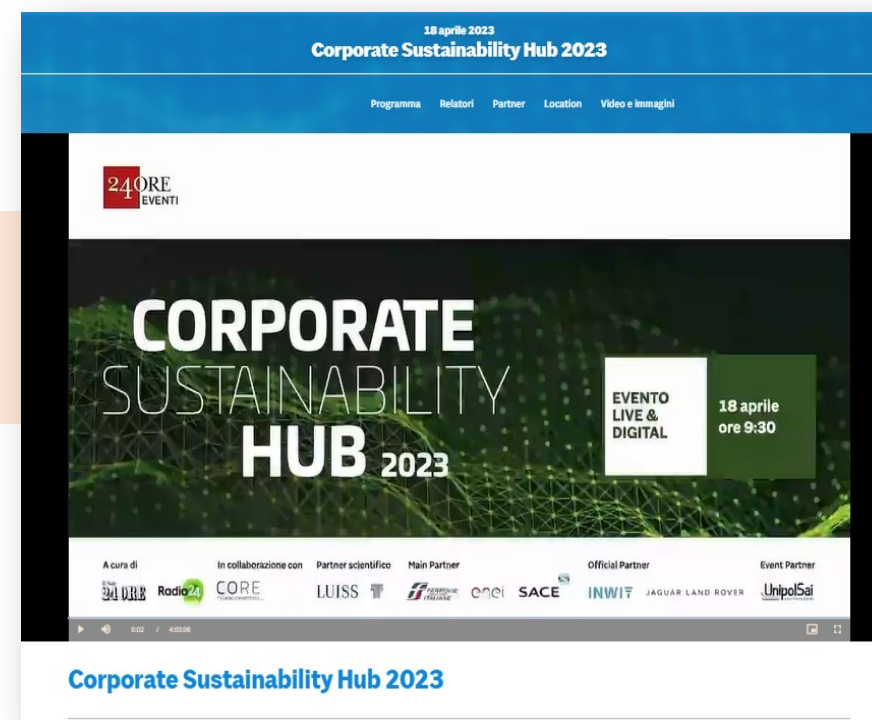 18 aprile 2023
Corporate Sustainability Hub 2023
Programma Relatori Partner Location Video e immagini
24ORE
EVENTI
CORPORATE
SUSTAINABILITY
HUB 2023
EVENTO
LIVE &
DIGITAL
18 aprile
ore 9:30
A cura di In collaborazione con Partner scientifico Main Partner Official Partner Event Partner
24 ORE Radio24 CORE LUISS FERROVIE enel SACE INWIT JAGUAR LAND ROVER UnipolSai
0:02 / 4:03:06
Corporate Sustainability Hub 2023